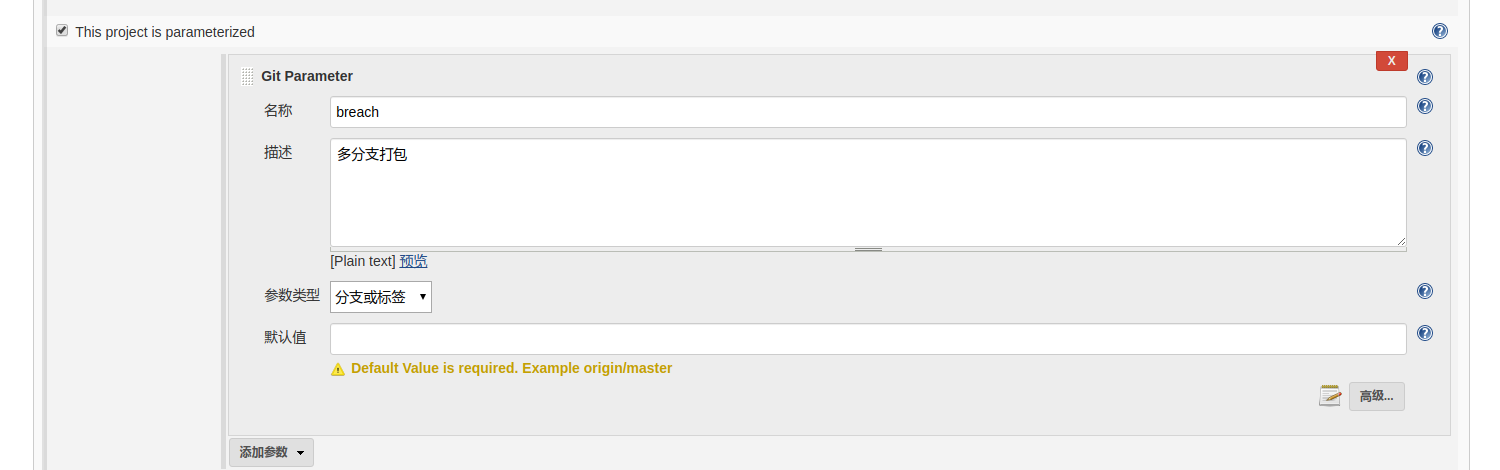 This project is parameterized
X
Git Parameter
名称 breach
描述 多分支打包
[Plain text] 预览
参数类型 分支或标签
默认值
Default Value is required. Example origin/master
高级...
添加参数